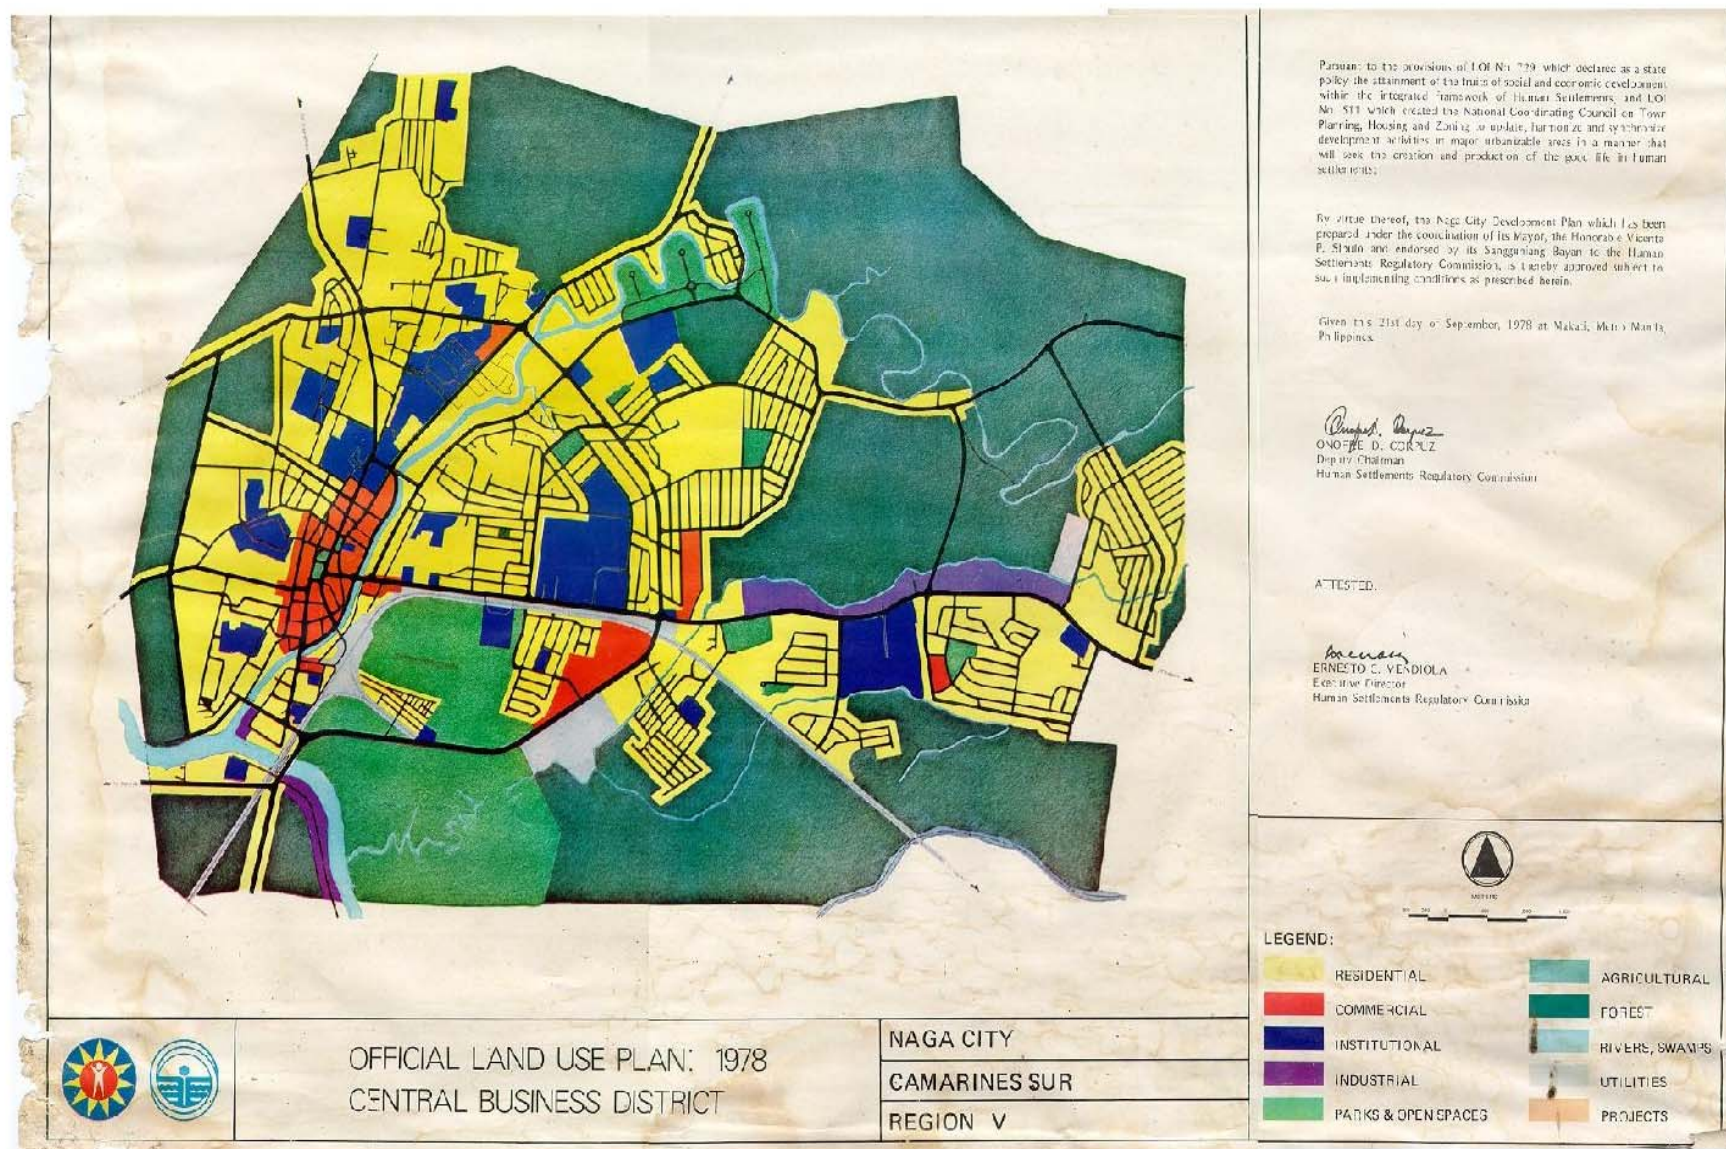 Pursuant to the provisions of LOI No. 729 which declared as a state
policy the attainment of the fruits of social and economic development
within the integrated framework of Human Settlements, and LOI
No. 511 which created the National Coordinating Council on Town
Planning, Housing and Zoning to update, harmonize and synchronize
development activities in major urbanizable areas in a manner that
will seek the creation and production of the good life in human
settlements;
By virtue thereof, the Naga City Development Plan which has been
prepared under the coordination of its Mayor, the Honorable Vicente
P. Sibulo and endorsed by its Sangguniang Bayan to the Human
Settlements Regulatory Commission, is hereby approved subject to
such implementing conditions as prescribed herein.
Given this 21st day of September, 1978 at Makati, Metro Manila,
Philippines.
ONOFRE D. CORPUZ
Deputy Chairman
Human Settlements Regulatory Commission
ATTESTED:
ERNESTO C. MENDIOLA
Executive Director
Human Settlements Regulatory Commission
METERS
LEGEND:
RESIDENTIAL
COMMERCIAL
INSTITUTIONAL
INDUSTRIAL
PARKS & OPEN SPACES
AGRICULTURAL
FOREST
RIVERS, SWAMPS
UTILITIES
PROJECTS
OFFICIAL LAND USE PLAN: 1978
CENTRAL BUSINESS DISTRICT
NAGA CITY
CAMARINES SUR
REGION V